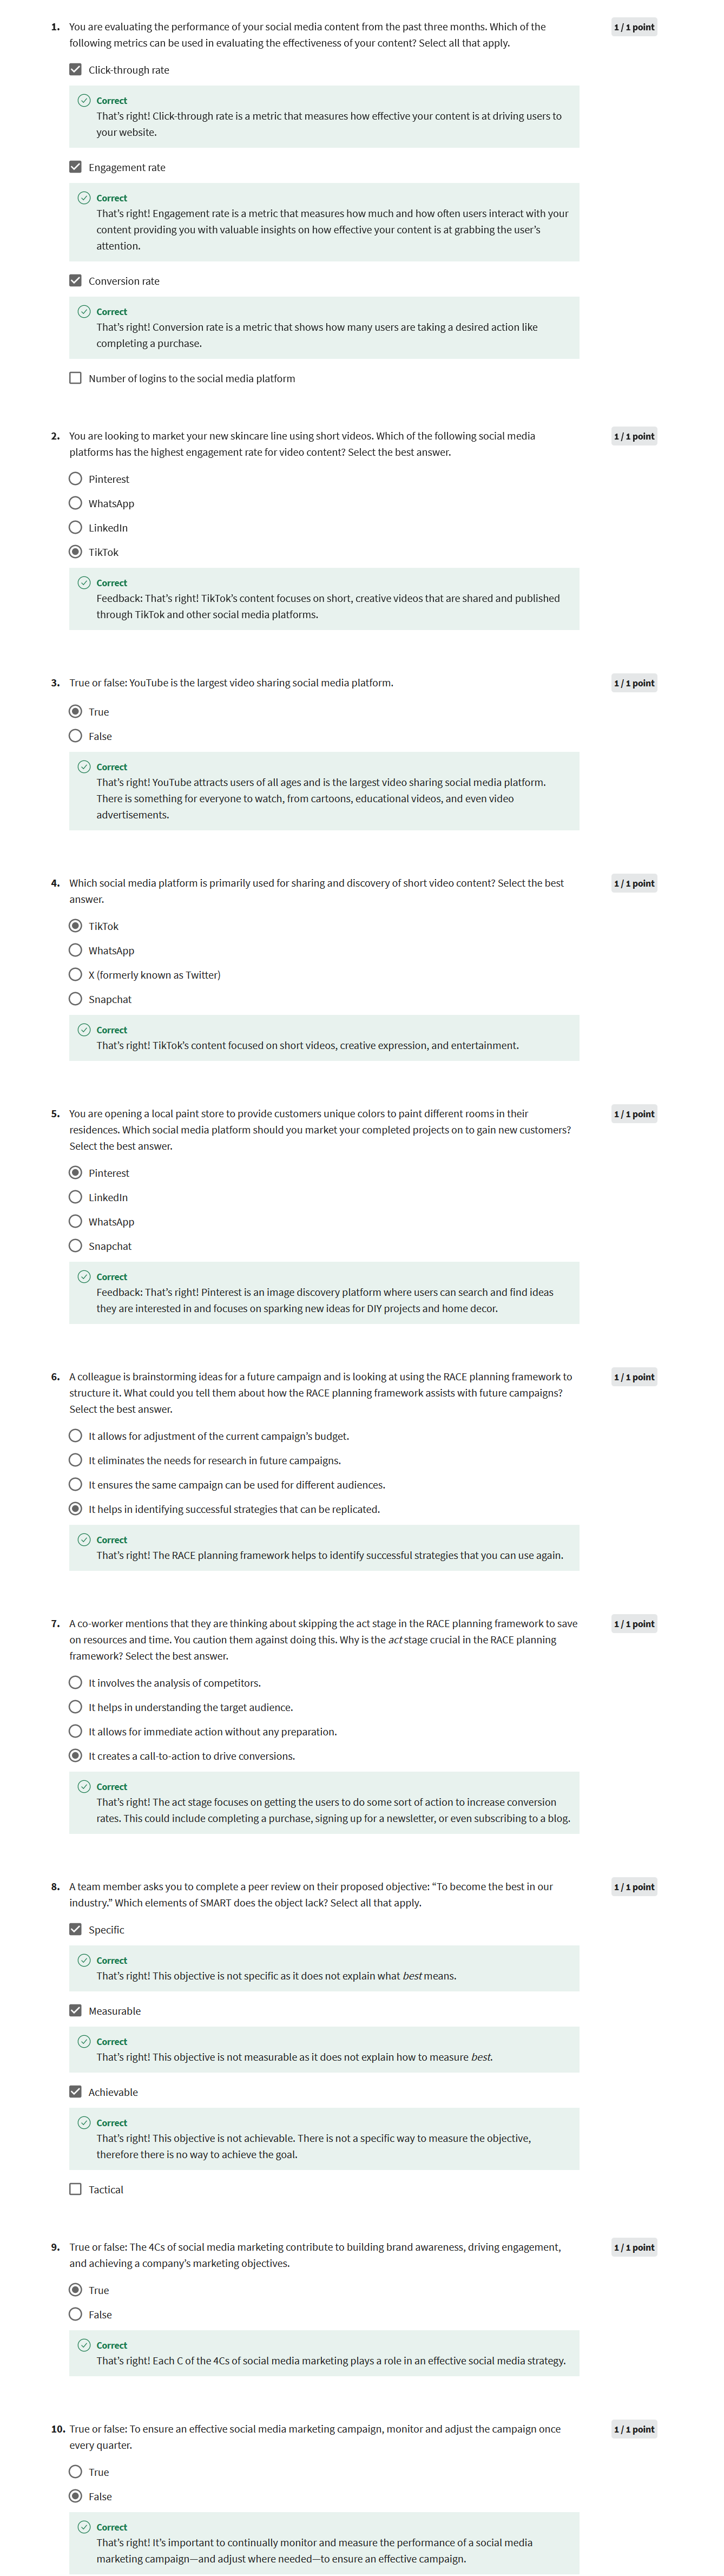 1. You are evaluating the performance of your social media content from the past three months. Which of the
1 / 1 point
following metrics can be used in evaluating the effectiveness of your content? Select all that apply.
Click-through rate
Correct
That's right! Click-through rate is a metric that measures how effective your content is at driving users to
your website.
Engagement rate
Correct
That's right! Engagement rate is a metric that measures how much and how often users interact with your
content providing you with valuable insights on how effective your content is at grabbing the user's
attention.
Conversion rate
Correct
That's right! Conversion rate is a metric that shows how many users are taking a desired action like
completing a purchase.
Number of logins to the social media platform
2. You are looking to market your new skincare line using short videos. Which of the following social media
1 / 1 point
platforms has the highest engagement rate for video content? Select the best answer.
Pinterest
WhatsApp
LinkedIn
TikTok
Correct
Feedback: That's right! TikTok's content focuses on short, creative videos that are shared and published
through TikTok and other social media platforms.
3. True or false: YouTube is the largest video sharing social media platform.
1 / 1 point
True
False
Correct
That's right! YouTube attracts users of all ages and is the largest video sharing social media platform.
There is something for everyone to watch, from cartoons, educational videos, and even video
advertisements.
4. Which social media platform is primarily used for sharing and discovery of short video content? Select the best
1 / 1 point
answer.
TikTok
WhatsApp
X (formerly known as Twitter)
Snapchat
Correct
That's right! TikTok's content focused on short videos, creative expression, and entertainment.
5. You are opening a local paint store to provide customers unique colors to paint different rooms in their
1 / 1 point
residences. Which social media platform should you market your completed projects on to gain new customers?
Select the best answer.
Pinterest
LinkedIn
WhatsApp
Snapchat
Correct
Feedback: That's right! Pinterest is an image discovery platform where users can search and find ideas
they are interested in and focuses on sparking new ideas for DIY projects and home decor.
6. A colleague is brainstorming ideas for a future campaign and is looking at using the RACE planning framework to
1 / 1 point
structure it. What could you tell them about how the RACE planning framework assists with future campaigns?
Select the best answer.
It allows for adjustment of the current campaign's budget.
It eliminates the needs for research in future campaigns.
It ensures the same campaign can be used for different audiences.
It helps in identifying successful strategies that can be replicated.
Correct
That's right! The RACE planning framework helps to identify successful strategies that you can use again.
7. A co-worker mentions that they are thinking about skipping the act stage in the RACE planning framework to save
1 / 1 point
on resources and time. You caution them against doing this. Why is the act stage crucial in the RACE planning
framework? Select the best answer.
It involves the analysis of competitors.
It helps in understanding the target audience.
It allows for immediate action without any preparation.
It creates a call-to-action to drive conversions.
Correct
That's right! The act stage focuses on getting the users to do some sort of action to increase conversion
rates. This could include completing a purchase, signing up for a newsletter, or even subscribing to a blog.
8. A team member asks you to complete a peer review on their proposed objective: "To become the best in our
1 / 1 point
industry." Which elements of SMART does the object lack? Select all that apply.
Specific
Correct
That's right! This objective is not specific as it does not explain what best means.
Measurable
Correct
That's right! This objective is not measurable as it does not explain how to measure best.
Achievable
Correct
That's right! This objective is not achievable. There is not a specific way to measure the objective,
therefore there is no way to achieve the goal.
Tactical
9. True or false: The 4Cs of social media marketing contribute to building brand awareness, driving engagement,
1 / 1 point
and achieving a company's marketing objectives.
True
False
Correct
That's right! Each C of the 4Cs of social media marketing plays a role in an effective social media strategy.
10. True or false: To ensure an effective social media marketing campaign, monitor and adjust the campaign once
1 / 1 point
every quarter.
True
False
Correct
That's right! It's important to continually monitor and measure the performance of a social media
marketing campaign—and adjust where needed—to ensure an effective campaign.